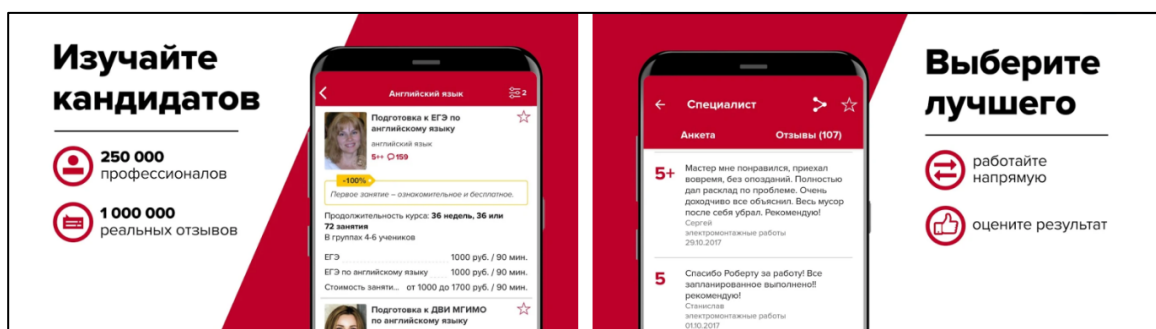 Изучайте
кандидатов
250 000
профессионалов
1 000 000
реальных отзывов
Английский язык
2
Подготовка к ЕГЭ по
английскому языку
английский язык
5++ 159
-100%
Первое занятие – ознакомительное и бесплатное.
Продолжительность курса: 36 недель, 36 или
72 занятия
В группах 4-6 учеников
ЕГЭ 1000 руб. / 90 мин.
ЕГЭ по английскому языку 1000 руб. / 90 мин.
Стоимость заняти... от 1000 до 1700 руб. / 90 мин.
Подготовка к ДВИ МГИМО
по английскому языку
Специалист
Анкета Отзывы (107)
5+ Мастер мне понравился, приехал
вовремя, без опозданий. Полностью
дал расклад по проблеме. Очень
доходчиво все объяснил. Весь мусор
после себя убрал. Рекомендую!
Сергей
электромонтажные работы
29.10.2017
5 Спасибо Роберту за работу! Все
запланированное выполнено!!
рекомендую!
Станислав
электромонтажные работы
01.10.2017
Выберите
лучшего
работайте
напрямую
оцените результат